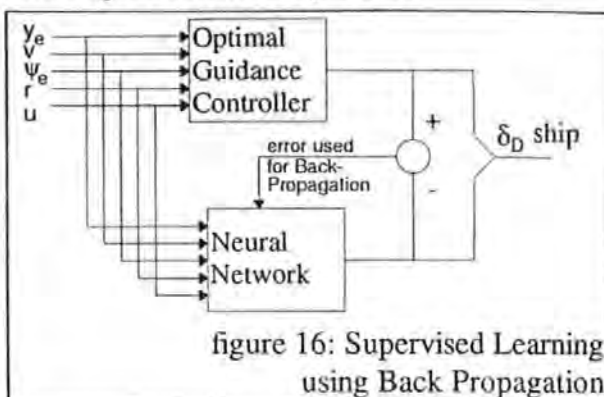 y_e
v
ψ_e
r
u
Optimal
Guidance
Controller
error used
for Back-
Propagation
+
-
δ_D ship
Neural
Network
figure 16: Supervised Learning
using Back Propagation